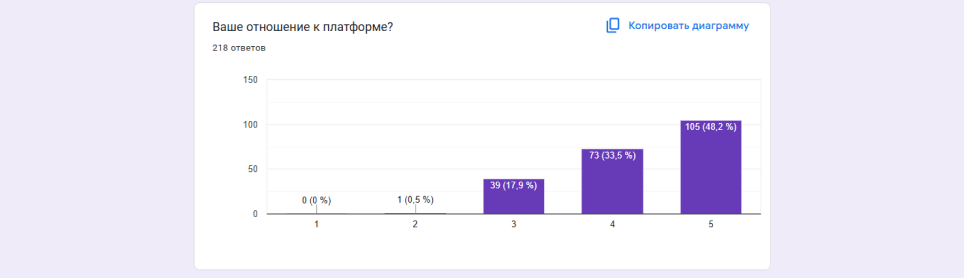 Ваше отношение к платформе?
Копировать диаграмму
218 ответов
150
100
50
0
0 (0 %)
1 (0,5 %)
39 (17,9 %)
73 (33,5 %)
105 (48,2 %)
1 2 3 4 5